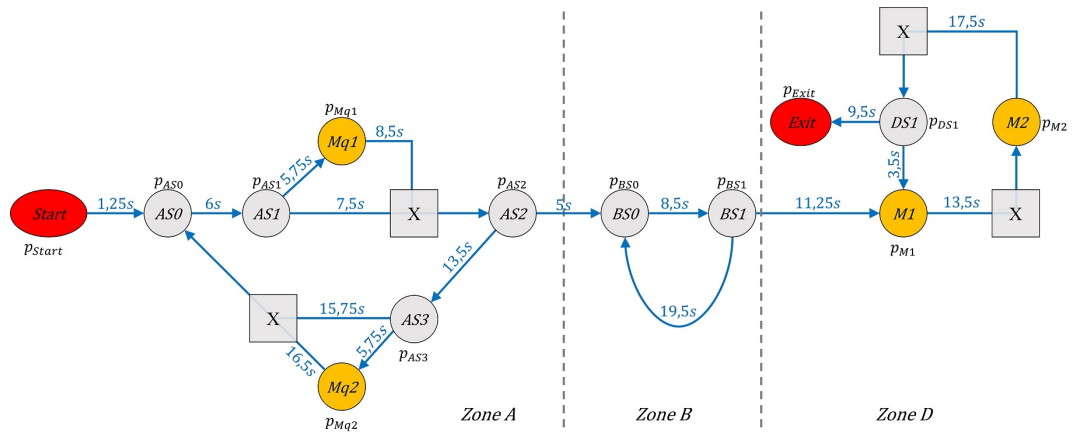 X
17,5s
p_Exit
Exit
9,5s
DS1
p_DS1
M2
p_M2
3,5s
p_Mq1
Mq1
8,5s
5,75s
p_AS0
p_AS1
p_AS2
p_BS0
p_BS1
Start
1,25s
AS0
6s
AS1
7,5s
X
AS2
5s
BS0
8,5s
BS1
11,25s
M1
13,5s
X
p_Start
p_M1
13,5s
X
15,75s
AS3
19,5s
5,75s
p_AS3
16,5s
Mq2
p_Mq2
Zone A
Zone B
Zone D